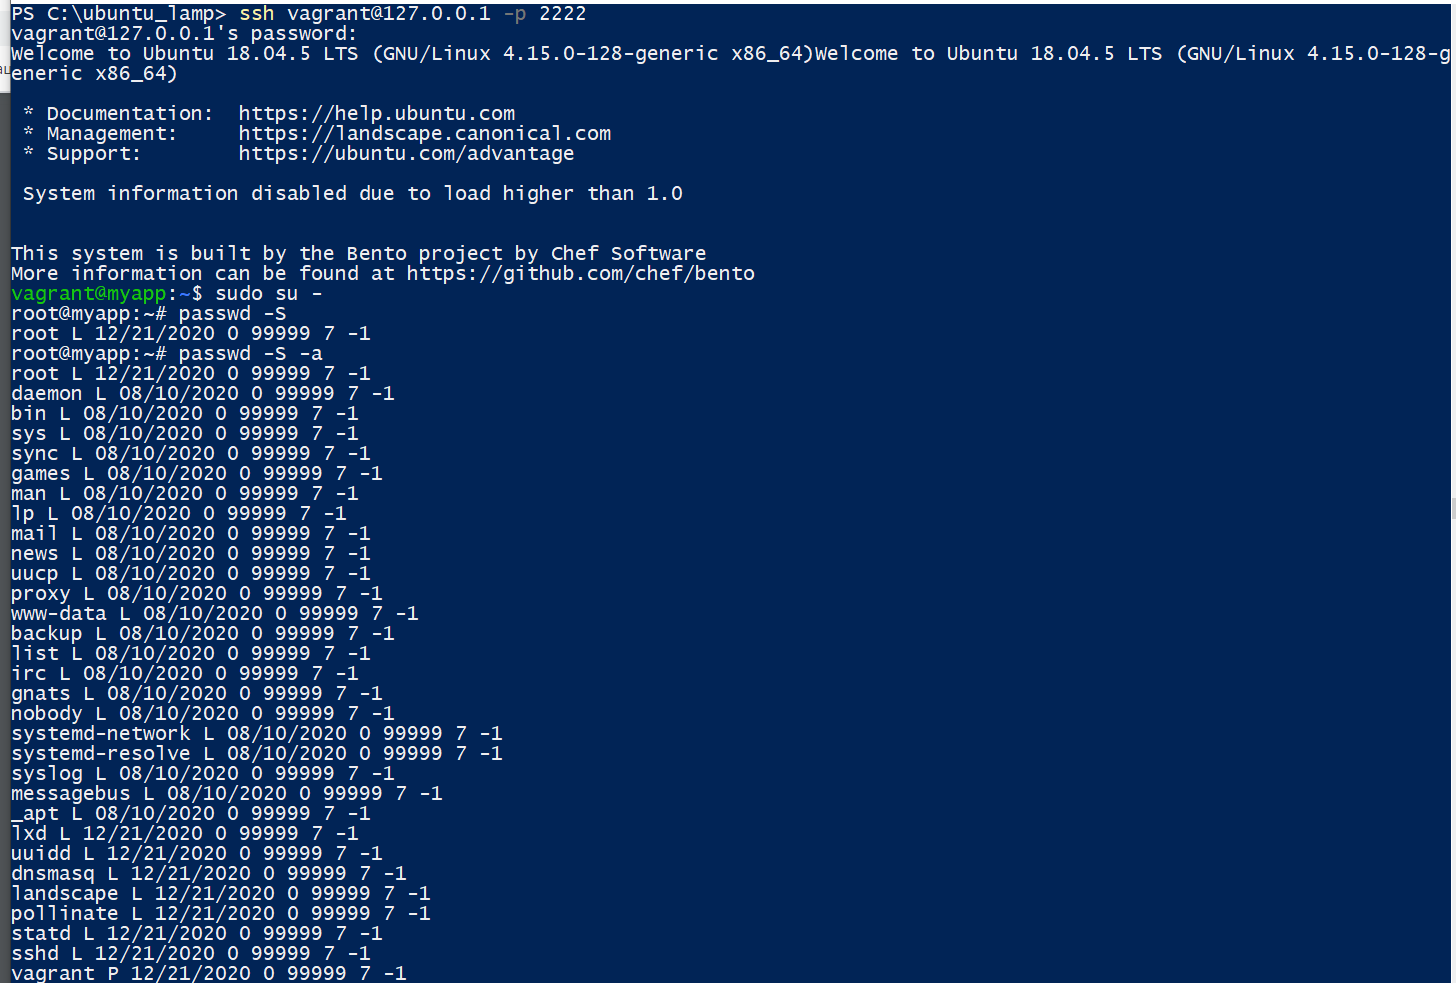 PS C:\ubuntu_lamp> ssh vagrant@127.0.0.1 -p 2222
vagrant@127.0.0.1's password:
Welcome to Ubuntu 18.04.5 LTS (GNU/Linux 4.15.0-128-generic x86_64)Welcome to Ubuntu 18.04.5 LTS (GNU/Linux 4.15.0-128-g
eneric x86_64)
 * Documentation:  https://help.ubuntu.com
 * Management:     https://landscape.canonical.com
 * Support:        https://ubuntu.com/advantage
 System information disabled due to load higher than 1.0
This system is built by the Bento project by Chef Software
More information can be found at https://github.com/chef/bento
vagrant@myapp:~$ sudo su -
root@myapp:~# passwd -S
root L 12/21/2020 0 99999 7 -1
root@myapp:~# passwd -S -a
root L 12/21/2020 0 99999 7 -1
daemon L 08/10/2020 0 99999 7 -1
bin L 08/10/2020 0 99999 7 -1
sys L 08/10/2020 0 99999 7 -1
sync L 08/10/2020 0 99999 7 -1
games L 08/10/2020 0 99999 7 -1
man L 08/10/2020 0 99999 7 -1
lp L 08/10/2020 0 99999 7 -1
mail L 08/10/2020 0 99999 7 -1
news L 08/10/2020 0 99999 7 -1
uucp L 08/10/2020 0 99999 7 -1
proxy L 08/10/2020 0 99999 7 -1
www-data L 08/10/2020 0 99999 7 -1
backup L 08/10/2020 0 99999 7 -1
list L 08/10/2020 0 99999 7 -1
irc L 08/10/2020 0 99999 7 -1
gnats L 08/10/2020 0 99999 7 -1
nobody L 08/10/2020 0 99999 7 -1
systemd-network L 08/10/2020 0 99999 7 -1
systemd-resolve L 08/10/2020 0 99999 7 -1
syslog L 08/10/2020 0 99999 7 -1
messagebus L 08/10/2020 0 99999 7 -1
_apt L 08/10/2020 0 99999 7 -1
lxd L 12/21/2020 0 99999 7 -1
uuidd L 12/21/2020 0 99999 7 -1
dnsmasq L 12/21/2020 0 99999 7 -1
landscape L 12/21/2020 0 99999 7 -1
pollinate L 12/21/2020 0 99999 7 -1
statd L 12/21/2020 0 99999 7 -1
sshd L 12/21/2020 0 99999 7 -1
vagrant P 12/21/2020 0 99999 7 -1